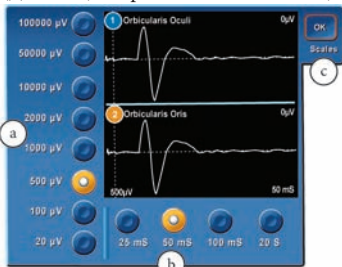 100000 µV
50000 µV
10000 µV
2000 µV
1000 µV
500 µV
100 µV
20 µV
1 Orbicularis Oculi 0µV
2 Orbicularis Oris 0µV
500µV 50 mS
25 mS 50 mS 100 mS 20 S
OK
Scales
a
b
c